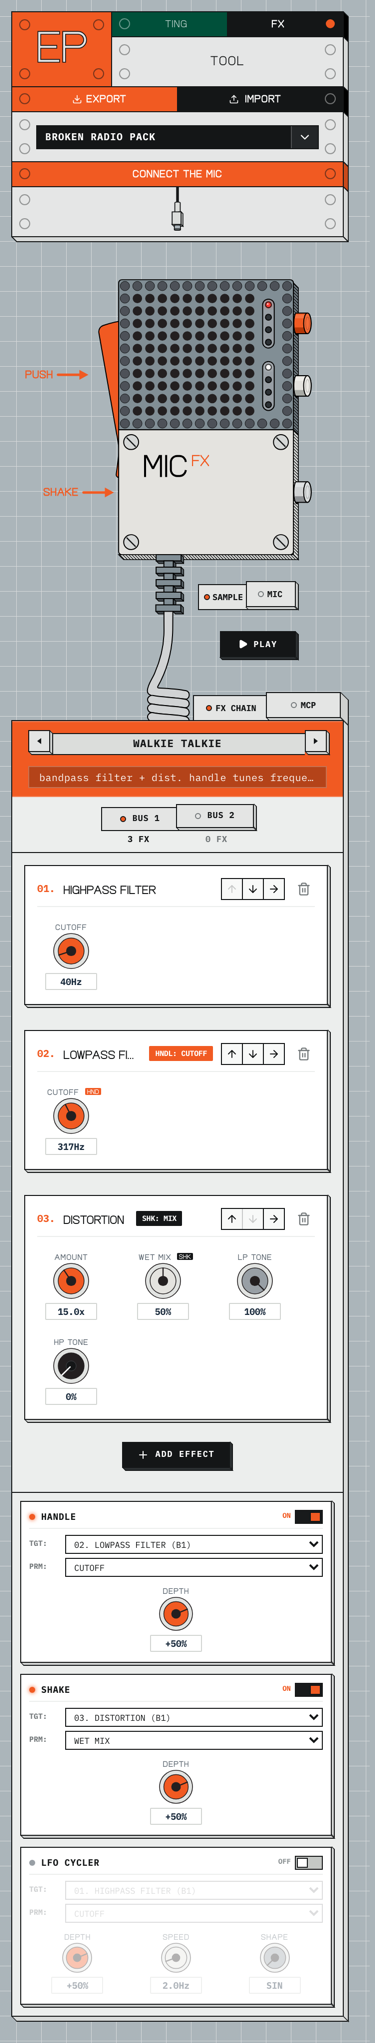 EP
TING
FX
TOOL
EXPORT
IMPORT
BROKEN RADIO PACK
CONNECT THE MIC
PUSH
MIC FX
SHAKE
SAMPLE
MIC
PLAY
FX CHAIN
MCP
WALKIE TALKIE
bandpass filter + dist. handle tunes freque…
BUS 1
BUS 2
3 FX
0 FX
01. HIGHPASS FILTER
CUTOFF
40Hz
02. LOWPASS FI… HNDL: CUTOFF
CUTOFF HND
317Hz
03. DISTORTION SHK: MIX
AMOUNT WET MIX SHK LP TONE
15.0x 50% 100%
HP TONE
0%
+ ADD EFFECT
HANDLE ON
TGT: 02. LOWPASS FILTER (B1)
PRM: CUTOFF
DEPTH
+50%
SHAKE ON
TGT: 03. DISTORTION (B1)
PRM: WET MIX
DEPTH
+50%
LFO CYCLER OFF
TGT: 01. HIGHPASS FILTER (B1)
PRM: CUTOFF
DEPTH SPEED SHAPE
+50% 2.0Hz SIN